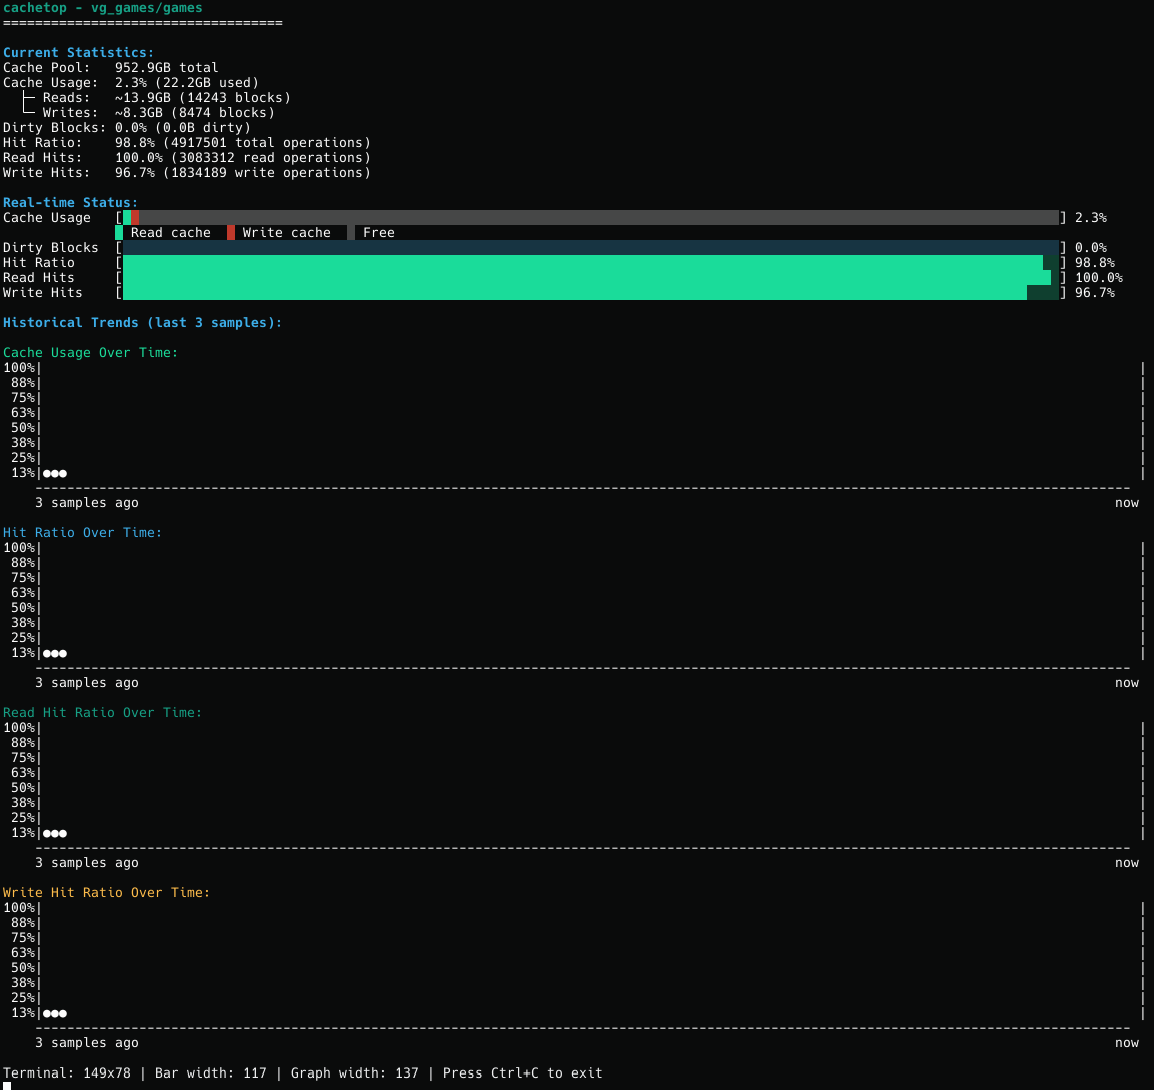 cachetop - vg_games/games
===================================
Current Statistics:
Cache Pool:   952.9GB total
Cache Usage:  2.3% (22.2GB used)
  ├─ Reads:   ~13.9GB (14243 blocks)
  └─ Writes:  ~8.3GB (8474 blocks)
Dirty Blocks: 0.0% (0.0B dirty)
Hit Ratio:    98.8% (4917501 total operations)
Read Hits:    100.0% (3083312 read operations)
Write Hits:   96.7% (1834189 write operations)
Real-time Status:
Cache Usage   [ ] 2.3%
Read cache   Write cache   Free
Dirty Blocks  [ ] 0.0%
Hit Ratio     [ ] 98.8%
Read Hits     [ ] 100.0%
Write Hits    [ ] 96.7%
Historical Trends (last 3 samples):
Cache Usage Over Time:
100%|
88%|
75%|
63%|
50%|
38%|
25%|
13%|●●●
3 samples ago now
Hit Ratio Over Time:
100%|
88%|
75%|
63%|
50%|
38%|
25%|
13%|●●●
3 samples ago now
Read Hit Ratio Over Time:
100%|
88%|
75%|
63%|
50%|
38%|
25%|
13%|●●●
3 samples ago now
Write Hit Ratio Over Time:
100%|
88%|
75%|
63%|
50%|
38%|
25%|
13%|●●●
3 samples ago now
Terminal: 149x78 | Bar width: 117 | Graph width: 137 | Press Ctrl+C to exit